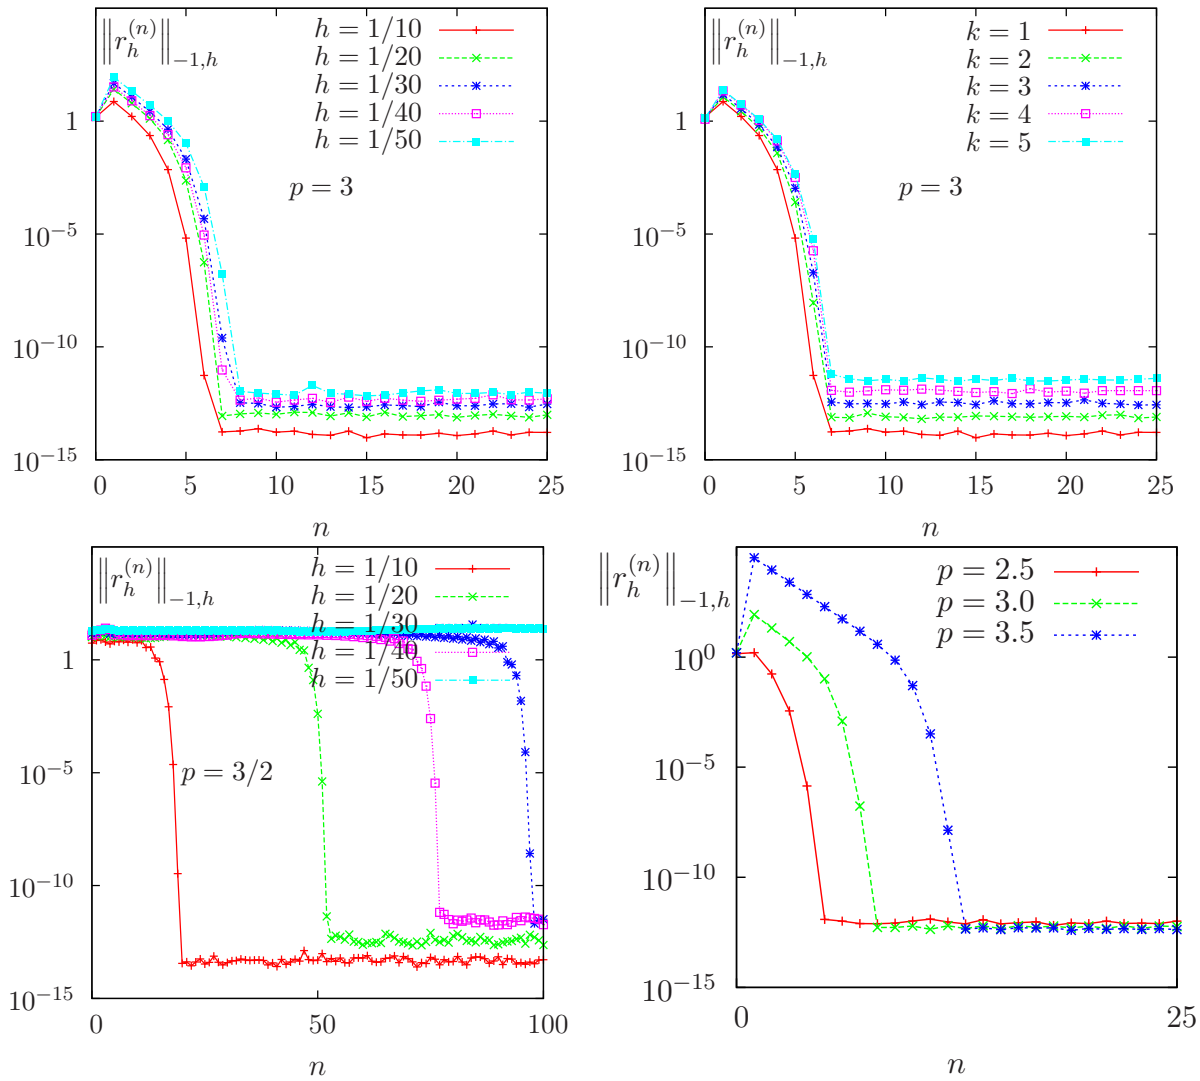 ‖r_h^(n)‖_{-1,h}
h = 1/10
h = 1/20
h = 1/30
h = 1/40
h = 1/50
p = 3
1
10^-5
10^-10
10^-15
0 5 10 15 20 25
n
‖r_h^(n)‖_{-1,h}
k = 1
k = 2
k = 3
k = 4
k = 5
p = 3
1
10^-5
10^-10
10^-15
0 5 10 15 20 25
n
‖r_h^(n)‖_{-1,h}
h = 1/10
h = 1/20
h = 1/30
h = 1/40
h = 1/50
p = 3/2
1
10^-5
10^-10
10^-15
0 50 100
n
‖r_h^(n)‖_{-1,h}
p = 2.5
p = 3.0
p = 3.5
10^0
10^-5
10^-10
10^-15
0 25
n